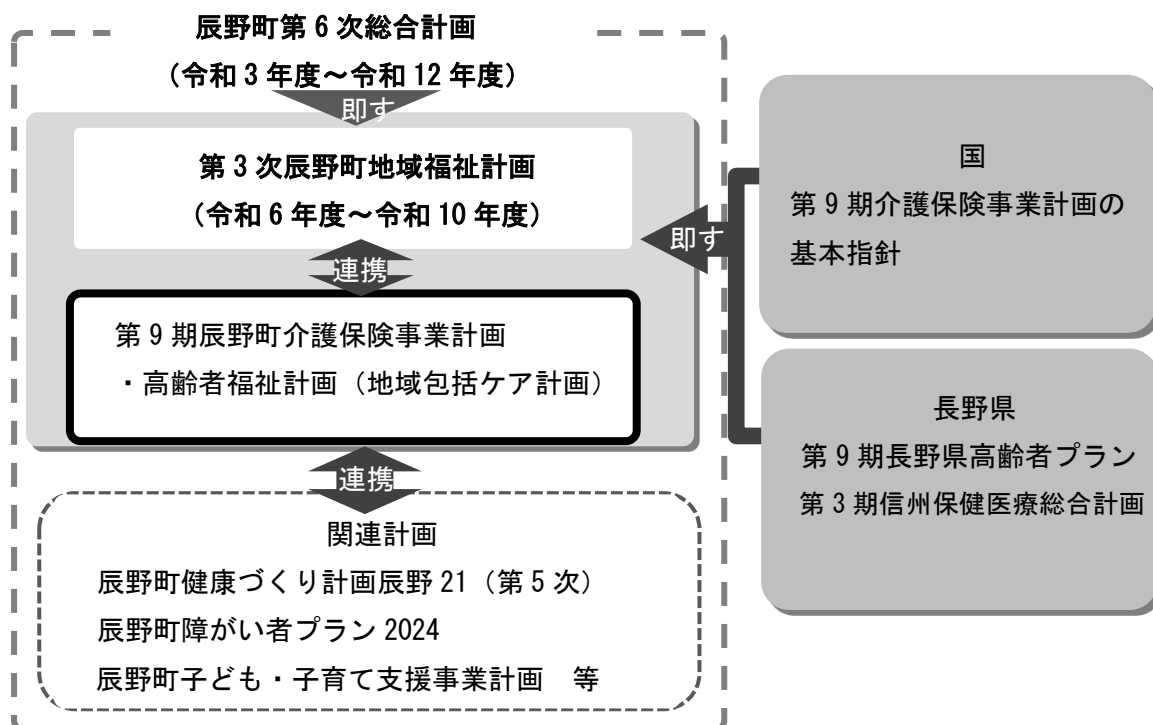 辰野町第6次総合計画
（令和3年度～令和12年度）
即す
第3次辰野町地域福祉計画
（令和6年度～令和10年度）
連携
第9期辰野町介護保険事業計画
・高齢者福祉計画（地域包括ケア計画）
連携
関連計画
辰野町健康づくり計画辰野21（第5次）
辰野町障がい者プラン2024
辰野町子ども・子育て支援事業計画　等
即す
国
第9期介護保険事業計画の
基本指針
長野県
第9期長野県高齢者プラン
第3期信州保健医療総合計画